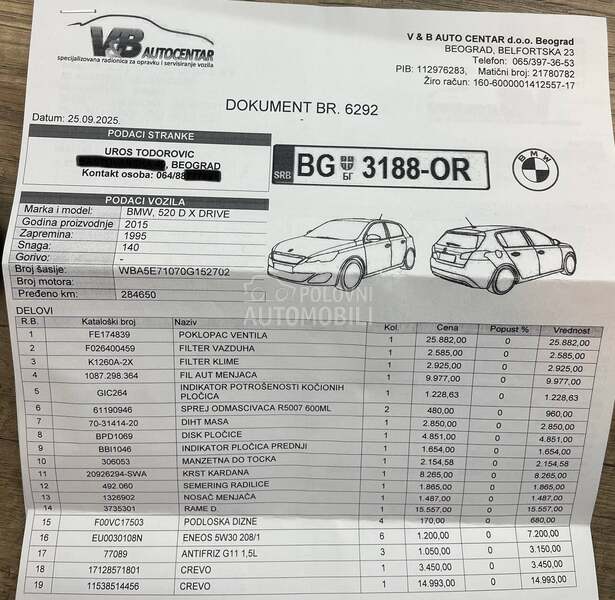 V&B AUTOCENTAR
specijalizovana radionica za opravku i servisiranje vozila
V & B AUTO CENTAR d.o.o. Beograd
BEOGRAD, BELFORTSKA 23
Telefon: 065/397-36-53
PIB: 112976283, Matični broj: 21780782
Žiro račun: 160-6000001412557-17
DOKUMENT BR. 6292
Datum: 25.09.2025.
PODACI STRANKE
UROS TODOROVIC
, BEOGRAD
Kontakt osoba: 064/88
SRB BG БГ 3188-OR
BMW
PODACI VOZILA
Marka i model: BMW, 520 D X DRIVE
Godina proizvodnje 2015
Zapremina: 1995
Snaga: 140
Gorivo: -
Broj šasije: WBA5E71070G152702
Broj motora:
Pređeno km: 284650
POLOVNI AUTOMOBILI
DELOVI
R.B. Kataloški broj Naziv Kol. Cena Popust % Vrednost
1 FE174839 POKLOPAC VENTILA 1 25.882,00 0 25.882,00
2 F026400459 FILTER VAZDUHA 1 2.585,00 0 2.585,00
3 K1260A-2X FILTER KLIME 1 2.925,00 0 2.925,00
4 1087.298.364 FIL AUT MENJACA 1 9.977,00 0 9.977,00
5 GIC264 INDIKATOR POTROŠENOSTI KOČIONIH PLOČICA 1 1.228,63 0 1.228,63
6 61190946 SPREJ ODMASCIVACA R5007 600ML 2 480,00 0 960,00
7 70-31414-20 DIHT MASA 1 2.850,00 0 2.850,00
8 BPD1069 DISK PLOČICE 1 4.851,00 0 4.851,00
9 BBI1046 INDIKATOR PLOČICA PREDNJI 1 1.654,00 0 1.654,00
10 306053 MANZETNA DO TOCKA 1 2.154,58 0 2.154,58
11 20926294-SWA KRST KARDANA 1 8.265,00 0 8.265,00
12 492.060 SEMERING RADILICE 1 1.865,00 0 1.865,00
13 1326902 NOSAČ MENJAČA 1 1.487,00 0 1.487,00
14 3735301 RAME D. 1 15.557,00 0 15.557,00
15 F00VC17503 PODLOSKA DIZNE 4 170,00 0 680,00
16 EU0030108N ENEOS 5W30 208/1 6 1.200,00 0 7.200,00
17 77089 ANTIFRIZ G11 1,5L 3 1.050,00 0 3.150,00
18 17128571801 CREVO 1 3.450,00 0 3.450,00
19 11538514456 CREVO 1 14.993,00 0 14.993,00